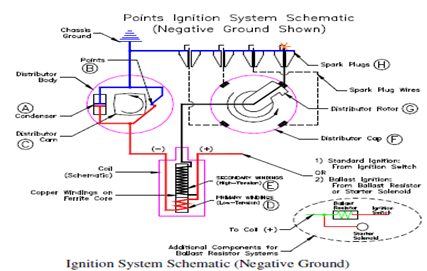 Points Ignition System Schematic
(Negative Ground Shown)
Chassis
Ground
Points
B
Distributor
Body
A
Condenser
C
Distributor
Cam
Spark Plugs H
Spark Plug Wires
Distributor Rotor G
Distributor Cap F
(-)
(+)
Coil
(Schematic)
Copper Windings on
Ferrite Core
SECONDARY WINDINGS
(High-Tension) E
PRIMARY WINDINGS
(Low-Tension) D
1) Standard Ignition:
From Ignition Switch
OR
2) Ballast Ignition:
From Ballast Resistor
or Starter Solenoid
Ballast
Resistor
Ignition
Switch
To Coil (+)
Starter
Solenoid
Additional Components for
Ballast Resistor Systems
Ignition System Schematic (Negative Ground)